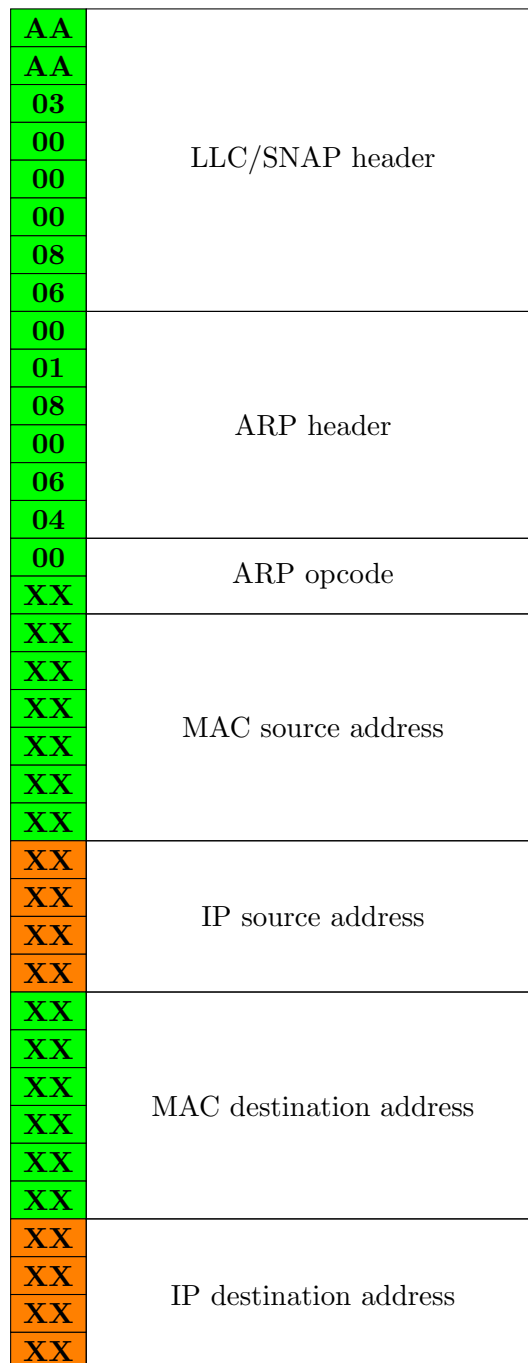 AA
AA
03
00
LLC/SNAP header
00
00
08
06
00
01
08
ARP header
00
06
04
00
ARP opcode
XX
XX
XX
XX
MAC source address
XX
XX
XX
XX
XX
IP source address
XX
XX
XX
XX
XX
MAC destination address
XX
XX
XX
XX
XX
IP destination address
XX
XX